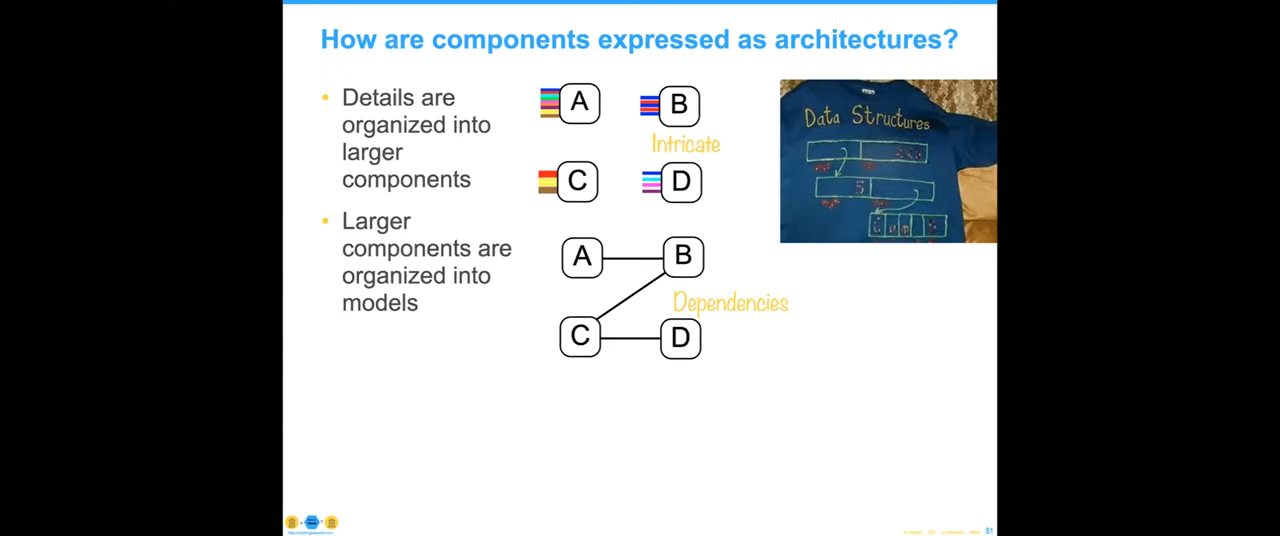 How are components expressed as architectures?
• Details are
organized into
larger
components
• Larger
components are
organized into
models
A
B
Intricate
C
D
A
B
Dependencies
C
D
Data Structures
5
81